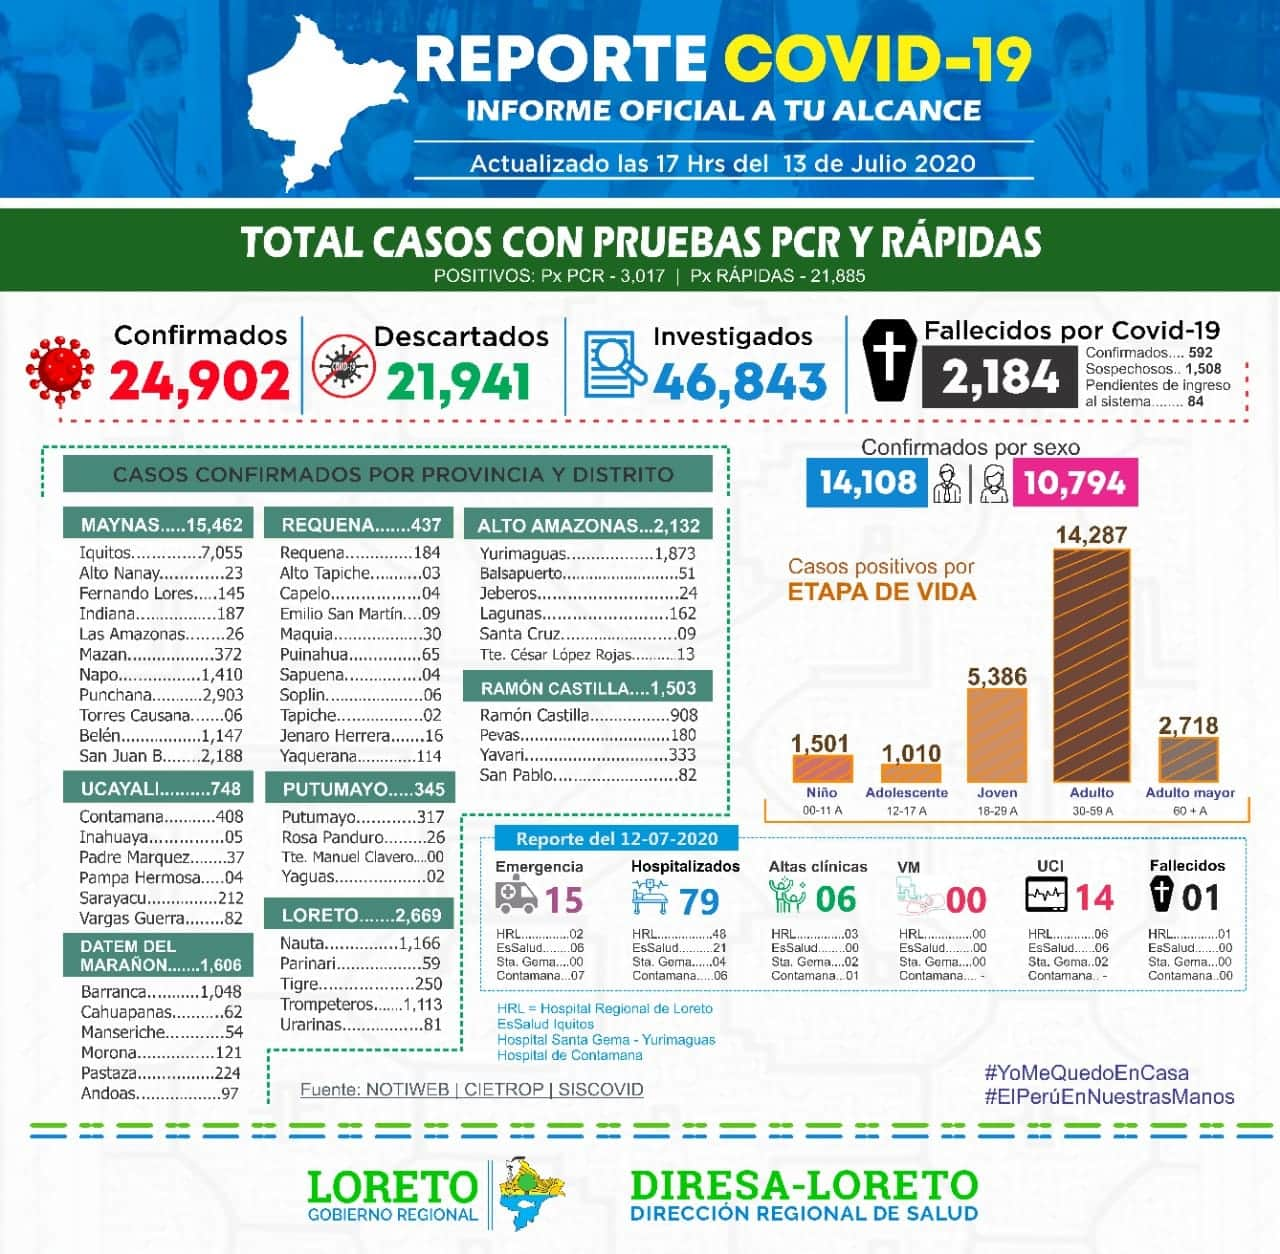 REPORTE COVID-19
INFORME OFICIAL A TU ALCANCE
Actualizado las 17 Hrs del 13 de Julio 2020
TOTAL CASOS CON PRUEBAS PCR Y RÁPIDAS
POSITIVOS: Px PCR - 3,017 | Px RÁPIDAS - 21,885
Confirmados
24,902
COVID-19
Descartados
21,941
Investigados
46,843
Fallecidos por Covid-19
2,184
Confirmados.... 592
Sospechosos.. 1,508
Pendientes de ingreso
al sistema........ 84
CASOS CONFIRMADOS POR PROVINCIA Y DISTRITO
MAYNAS.....15,462
Iquitos............7,055
Alto Nanay.............23
Fernando Lores.....145
Indiana................187
Las Amazonas.......26
Mazan.................372
Napo.................1,410
Punchana..........2,903
Torres Causana......06
Belén................1,147
San Juan B.......2,188
UCAYALI..........748
Contamana..........408
Inahuaya..............05
Padre Marquez......37
Pampa Hermosa....04
Sarayacu.............212
Vargas Guerra.......82
DATEM DEL
MARAÑON.......1,606
Barranca..........1,048
Cahuapanas..........62
Manseriche...........54
Morona...............121
Pastaza...............224
Andoas.................97
REQUENA.......437
Requena..............184
Alto Tapiche..........03
Capelo..................04
Emilio San Martín...09
Maquia.................30
Puinahua..............65
Sapuena...............04
Soplin..................06
Tapiche................02
Jenaro Herrera......16
Yaquerana...........114
PUTUMAYO.....345
Putumayo...........317
Rosa Panduro.......26
Tte. Manuel Clavero...00
Yaguas.................02
LORETO.......2,669
Nauta..............1,166
Parinari................59
Tigre..................250
Trompeteros....1,113
Urarinas...............81
ALTO AMAZONAS...2,132
Yurimaguas.............1,873
Balsapuerto.................51
Jeberos.......................24
Lagunas.....................162
Santa Cruz..................09
Tte. César López Rojas..........13
RAMÓN CASTILLA....1,503
Ramón Castilla............908
Pevas.........................180
Yavari.........................333
San Pablo....................82
Confirmados por sexo
14,108
10,794
Casos positivos por
ETAPA DE VIDA
1,501
1,010
5,386
14,287
2,718
Niño
00-11 A
Adolescente
12-17 A
Joven
18-29 A
Adulto
30-59 A
Adulto mayor
60 + A
Reporte del 12-07-2020
Emergencia
15
HRL..........02
EsSalud.....06
Sta. Gema...00
Contamana...07
Hospitalizados
79
HRL..........48
EsSalud.....21
Sta. Gema....04
Contamana...06
Altas clínicas
06
HRL..........03
EsSalud.....00
Sta. Gema...02
Contamana..01
VM
00
HRL..........00
EsSalud.....00
Sta. Gema...00
Contamana.. -
UCI
14
HRL..........06
EsSalud.....06
Sta. Gema..02
Contamana.. -
Fallecidos
01
HRL..........01
EsSalud.....00
Sta. Gema...00
Contamana..00
HRL = Hospital Regional de Loreto
EsSalud Iquitos
Hospital Santa Gema - Yurimaguas
Hospital de Contamana
Fuente: NOTIWEB | CIETROP | SISCOVID
#YoMeQuedoEnCasa
#ElPerúEnNuestrasManos
LORETO
GOBIERNO REGIONAL
DIRESA-LORETO
DIRECCIÓN REGIONAL DE SALUD